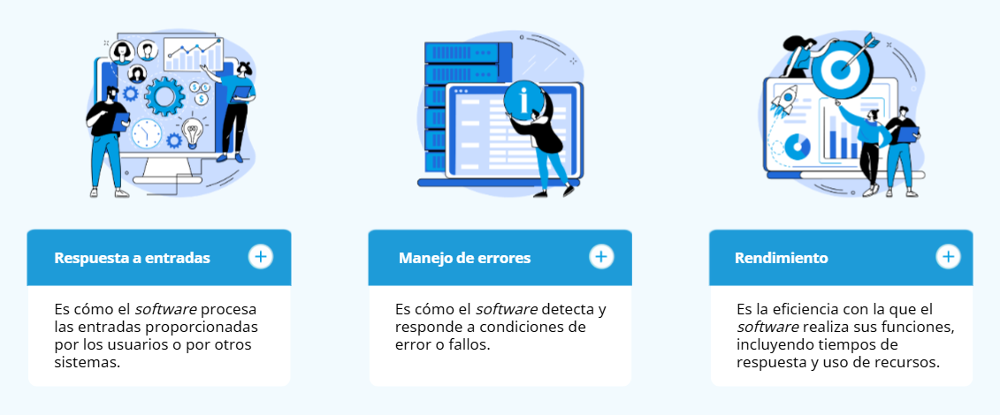 Respuesta a entradas
Es cómo el software procesa
las entradas proporcionadas
por los usuarios o por otros
sistemas.
Manejo de errores
Es cómo el software detecta y
responde a condiciones de
error o fallos.
Rendimiento
Es la eficiencia con la que el
software realiza sus funciones,
incluyendo tiempos de
respuesta y uso de recursos.